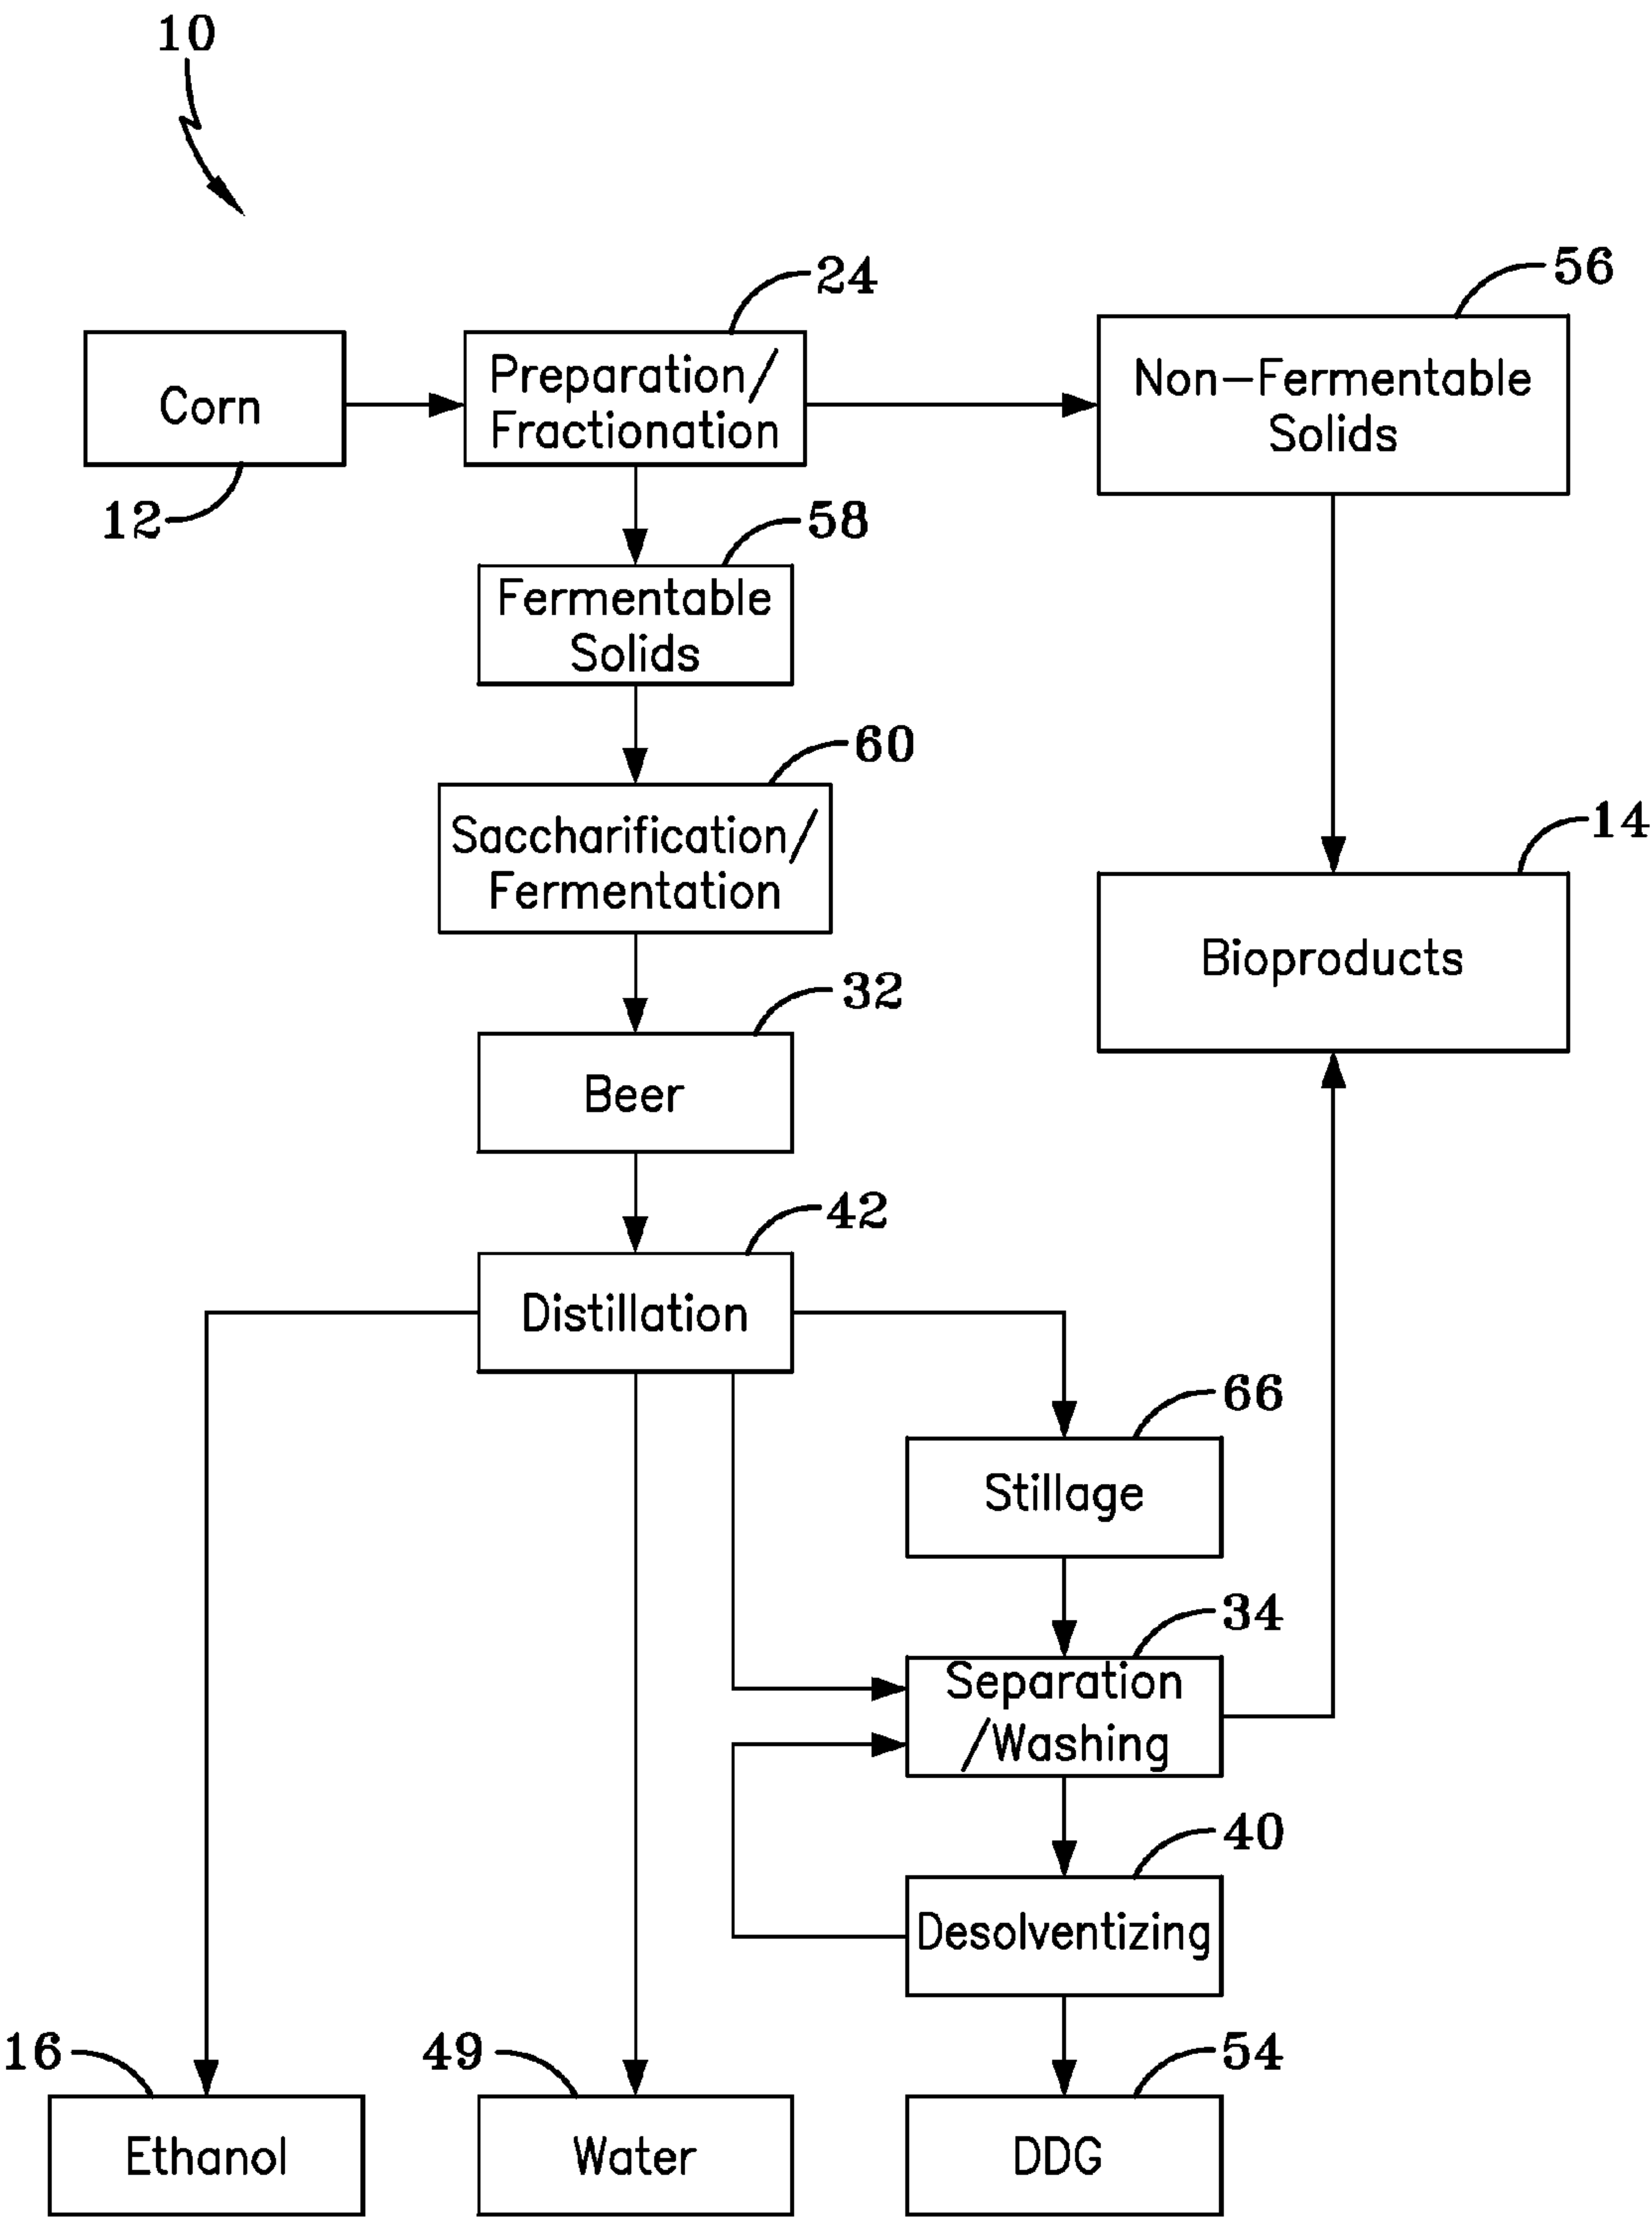 10
24
56
Corn
Preparation/
Fractionation
Non-Fermentable
Solids
12
58
Fermentable
Solids
60
Saccharification/
Fermentation
14
Bioproducts
32
Beer
42
Distillation
66
Stillage
34
Separation
/Washing
40
Desolventizing
16
49
54
Ethanol
Water
DDG